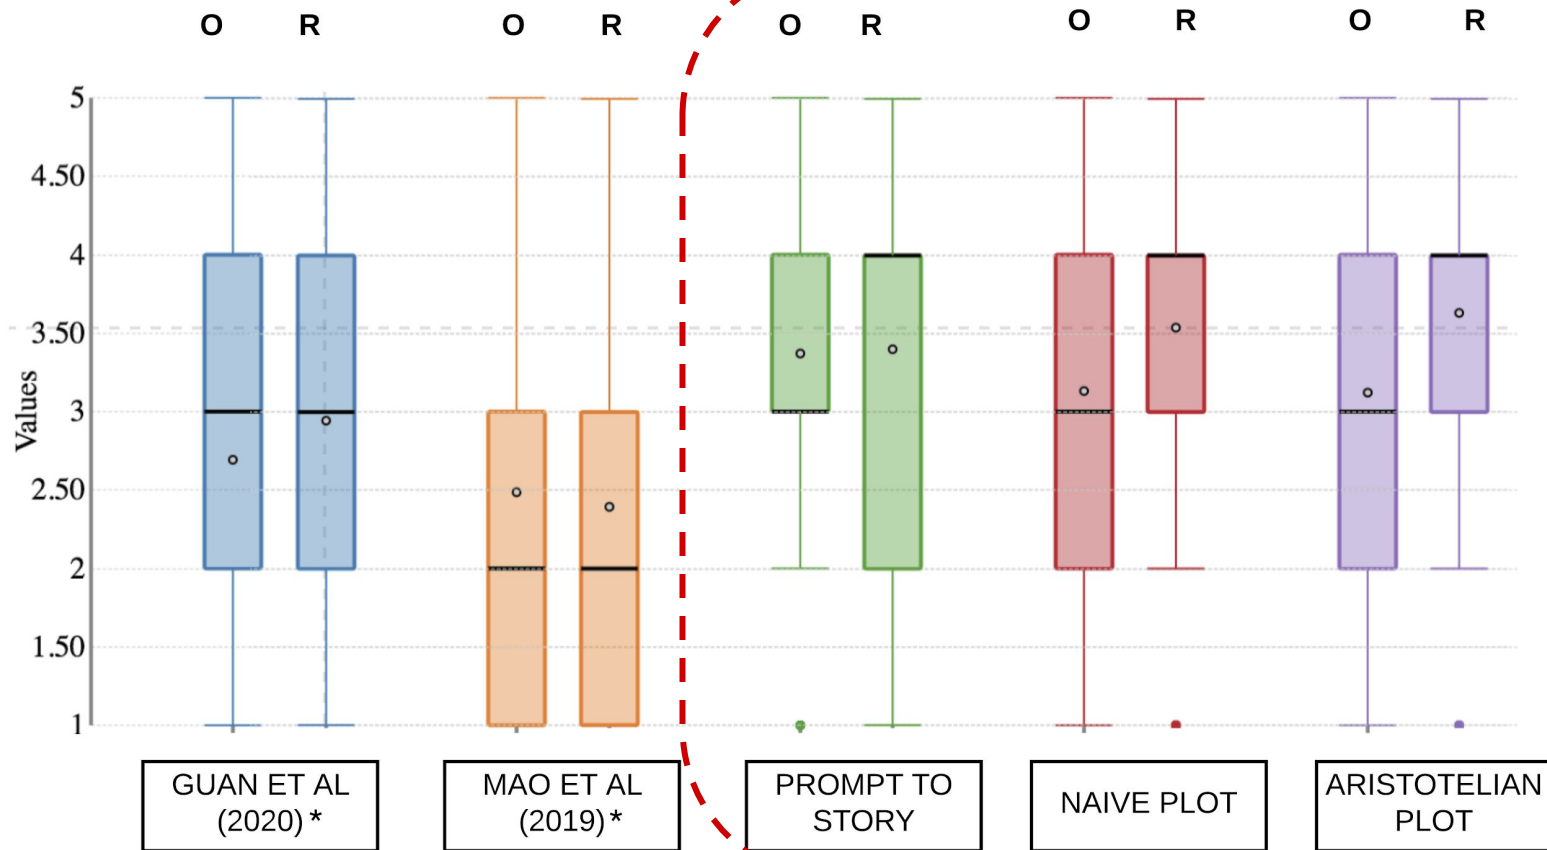 O R O R O R O R O R
5
4.50
4
3.50
3
2.50
2
1.50
1
Values
GUAN ET AL
(2020) *
MAO ET AL
(2019) *
PROMPT TO
STORY
NAIVE PLOT
ARISTOTELIAN
PLOT